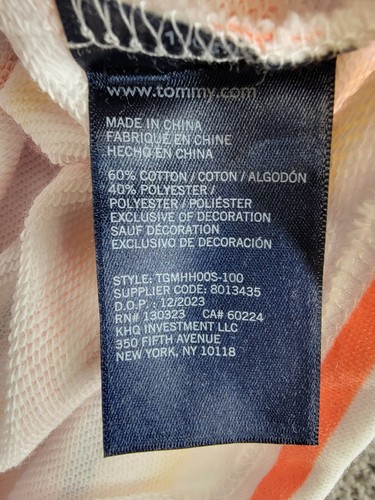 www.tommy.com
MADE IN CHINA
FABRIQUÉ EN CHINE
HECHO EN CHINA
60% COTTON / COTON / ALGODÓN
40% POLYESTER /
POLYESTER / POLIÉSTER
EXCLUSIVE OF DECORATION
SAUF DÉCORATION
EXCLUSIVO DE DECORACIÓN
STYLE: TGMHH00S-100
SUPPLIER CODE: 8013435
D.O.P.: 12/2023
RN# 130323 CA# 60224
KHQ INVESTMENT LLC
350 FIFTH AVENUE
NEW YORK, NY 10118